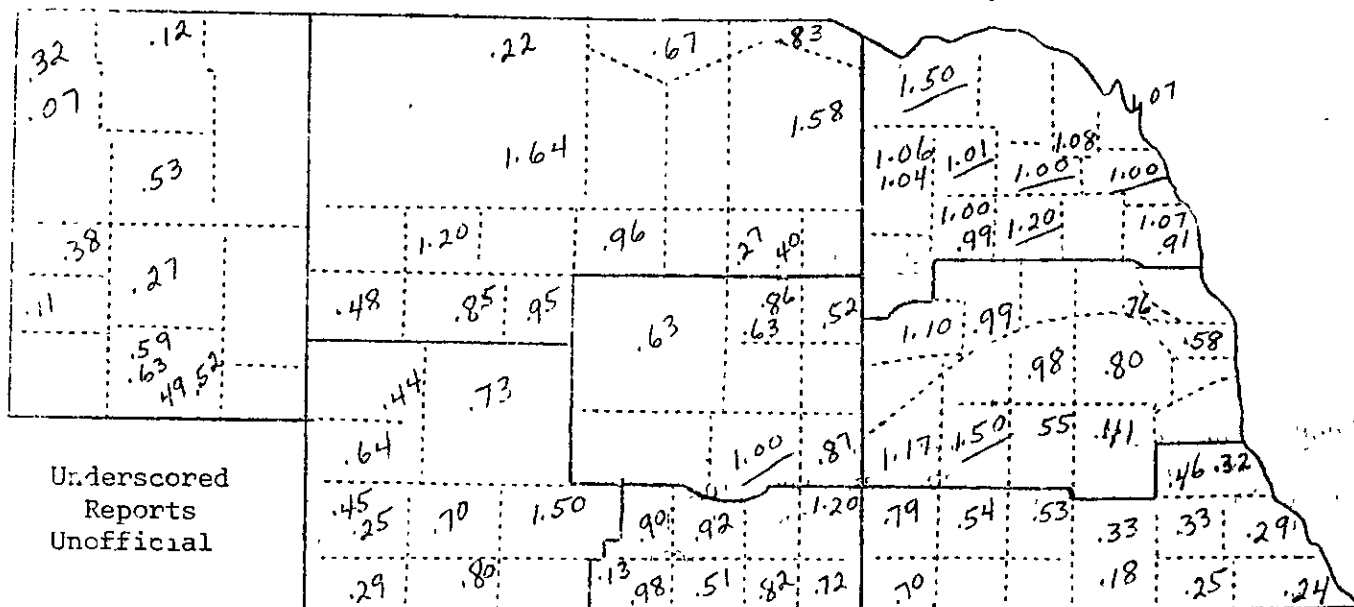 .12 .22 .67 .83
.32
.07
1.50
1.07
1.58
1.64
1.06 1.01 1.08
1.04 1.00 1.00
.53
1.00 1.20 1.07
.99 .91
.38 1.20 .96 .27 .40
.27
.11 .48 .85 .95 .86 .52
.63 .63
1.10 .99 .76
.58
.59
.63
.49 .52
.98 .80
.44 .73
.64 1.00 .87 1.17 1.50 .55
.46 .32
Underscored
Reports
Unofficial
.45 .70 1.50 .90 .92 1.20 .79 .54 .53 .33 .33 .29
.25
.29 .80 .13 .98 .51 .82 .72 .70 .18 .25 .24